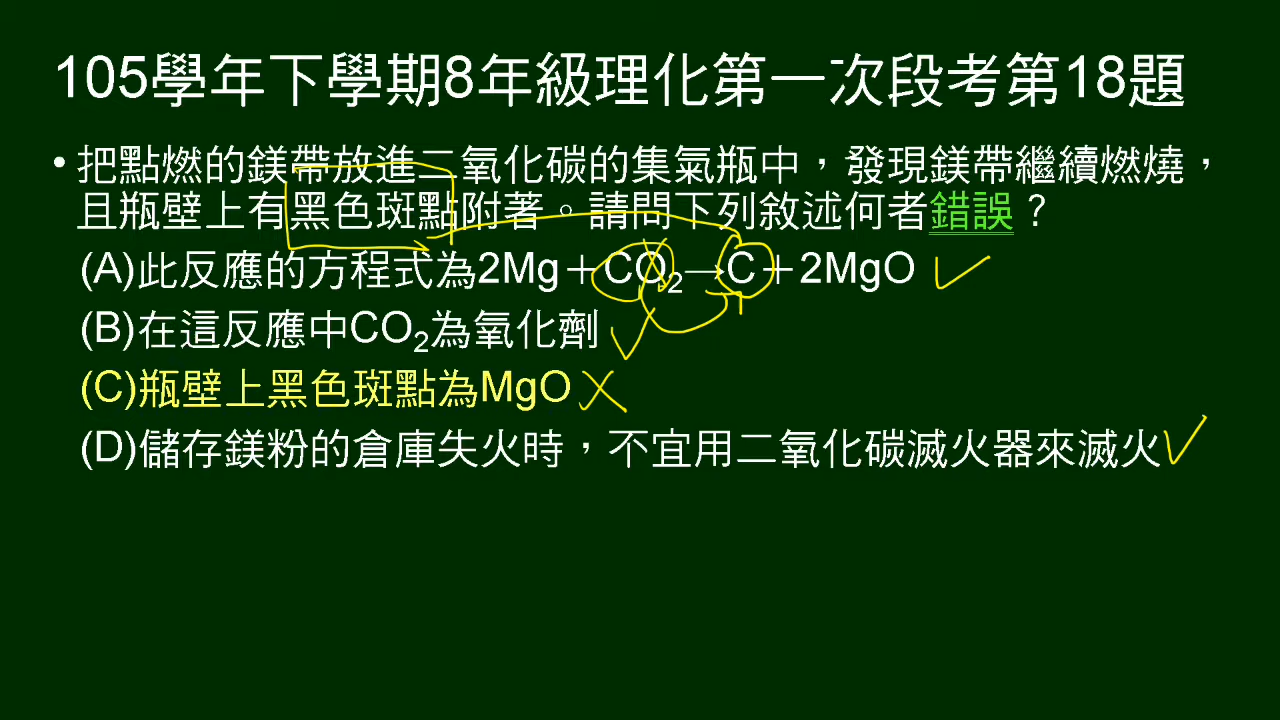 105學年下學期8年級理化第一次段考第18題
• 把點燃的鎂帶放進二氧化碳的集氣瓶中，發現鎂帶繼續燃燒，
且瓶壁上有黑色斑點附著。請問下列敘述何者錯誤？
(A)此反應的方程式為2Mg＋CO₂→C＋2MgO
(B)在這反應中CO₂為氧化劑
(C)瓶壁上黑色斑點為MgO
(D)儲存鎂粉的倉庫失火時，不宜用二氧化碳滅火器來滅火